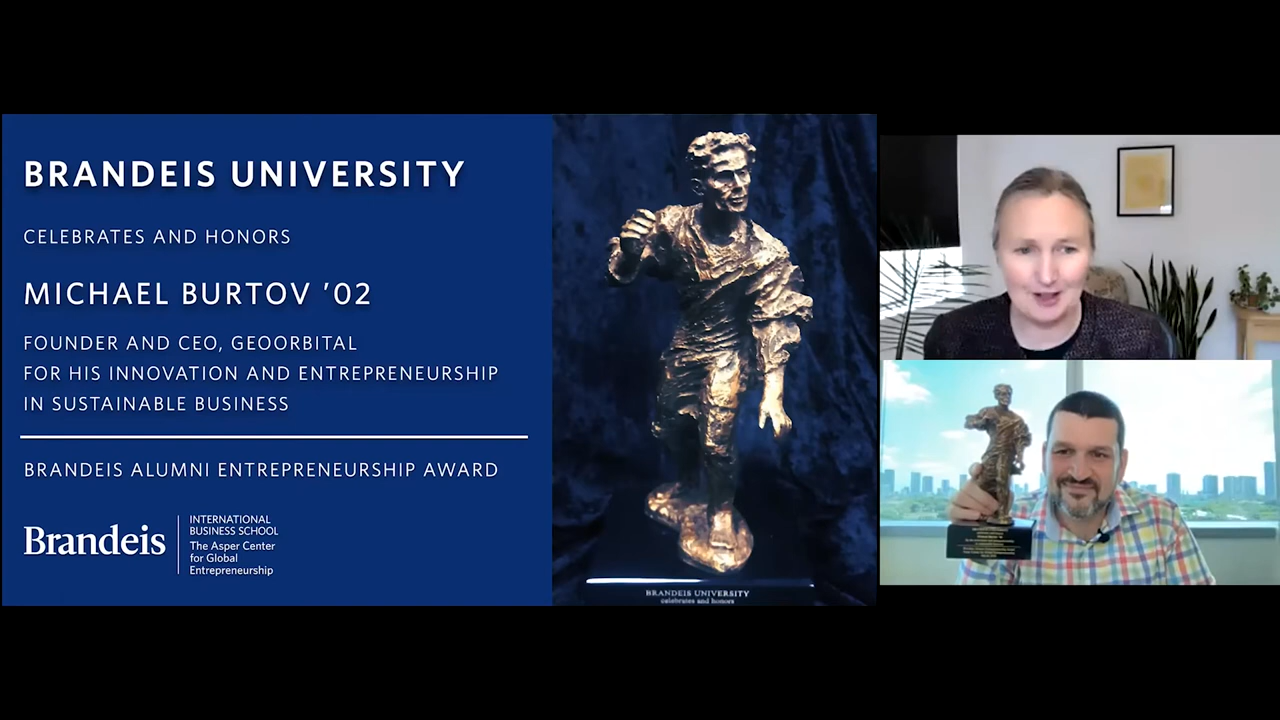 BRANDEIS UNIVERSITY
CELEBRATES AND HONORS
MICHAEL BURTOV ’02
FOUNDER AND CEO, GEOORBITAL
FOR HIS INNOVATION AND ENTREPRENEURSHIP
IN SUSTAINABLE BUSINESS
BRANDEIS ALUMNI ENTREPRENEURSHIP AWARD
Brandeis
INTERNATIONAL
BUSINESS SCHOOL
The Asper Center
for Global
Entrepreneurship
BRANDEIS UNIVERSITY
celebrates and honors